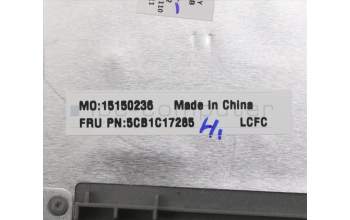 MO:15150236 Made in China
FRU PN:5CB1C17285 H1 LCFC